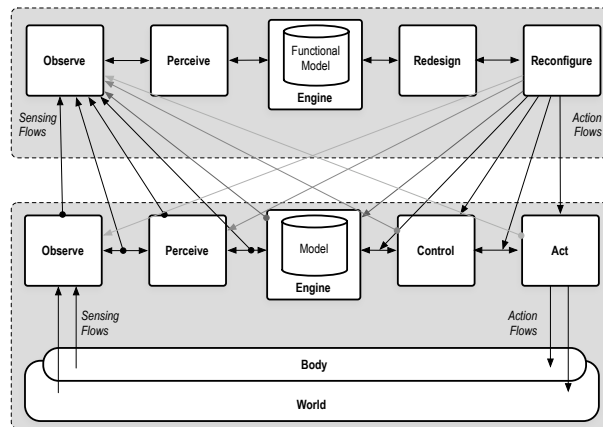 Observe
Perceive
Functional
Model
Engine
Redesign
Reconfigure
Sensing
Flows
Action
Flows
Observe
Perceive
Model
Engine
Control
Act
Sensing
Flows
Action
Flows
Body
World